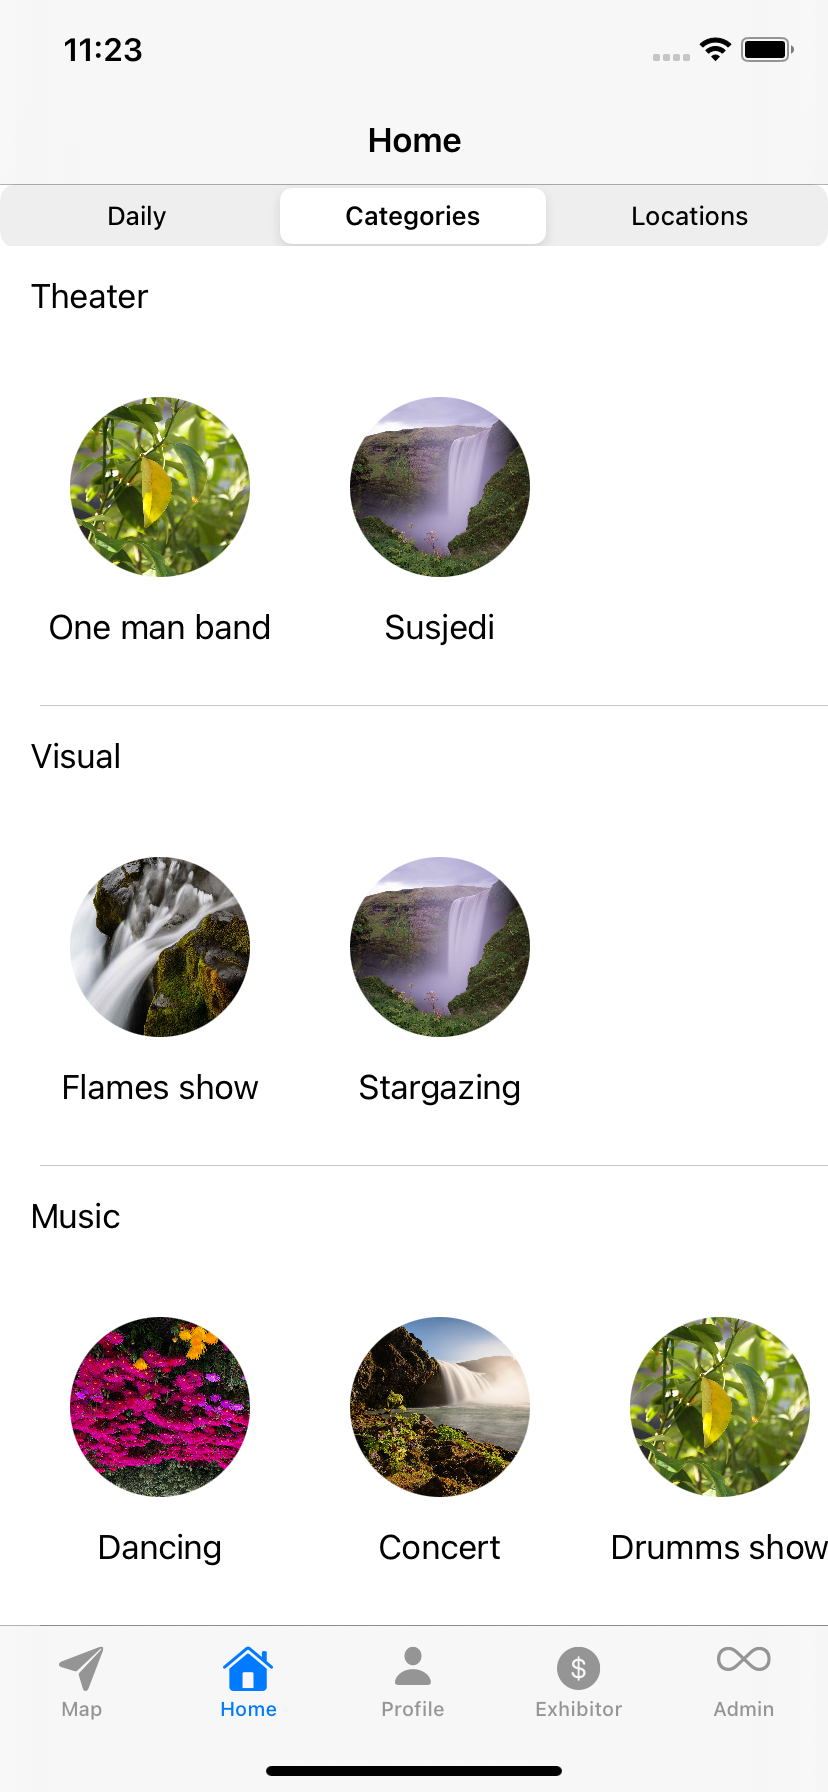 11:23
Home
Daily Categories Locations
Theater
One man band Susjedi
Visual
Flames show Stargazing
Music
Dancing Concert Drumms show
$
Map Home Profile Exhibitor Admin